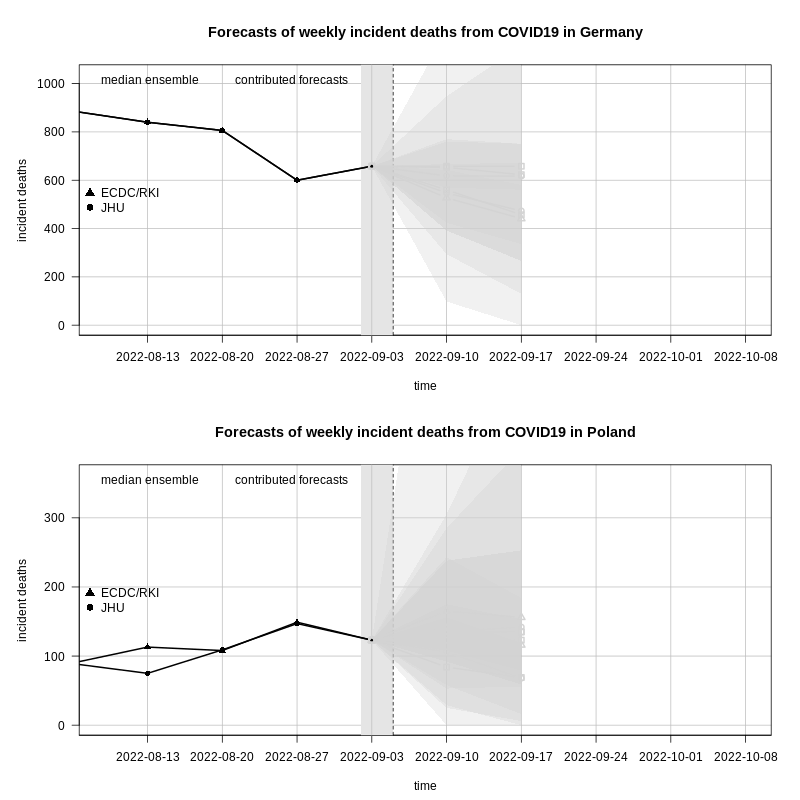 Forecasts of weekly incident deaths from COVID19 in Germany
median ensemble contributed forecasts
1000
800
600
400
200
0
incident deaths
ECDC/RKI
JHU
2022-08-13 2022-08-20 2022-08-27 2022-09-03 2022-09-10 2022-09-17 2022-09-24 2022-10-01 2022-10-08
time
Forecasts of weekly incident deaths from COVID19 in Poland
median ensemble contributed forecasts
300
200
100
0
incident deaths
ECDC/RKI
JHU
2022-08-13 2022-08-20 2022-08-27 2022-09-03 2022-09-10 2022-09-17 2022-09-24 2022-10-01 2022-10-08
time